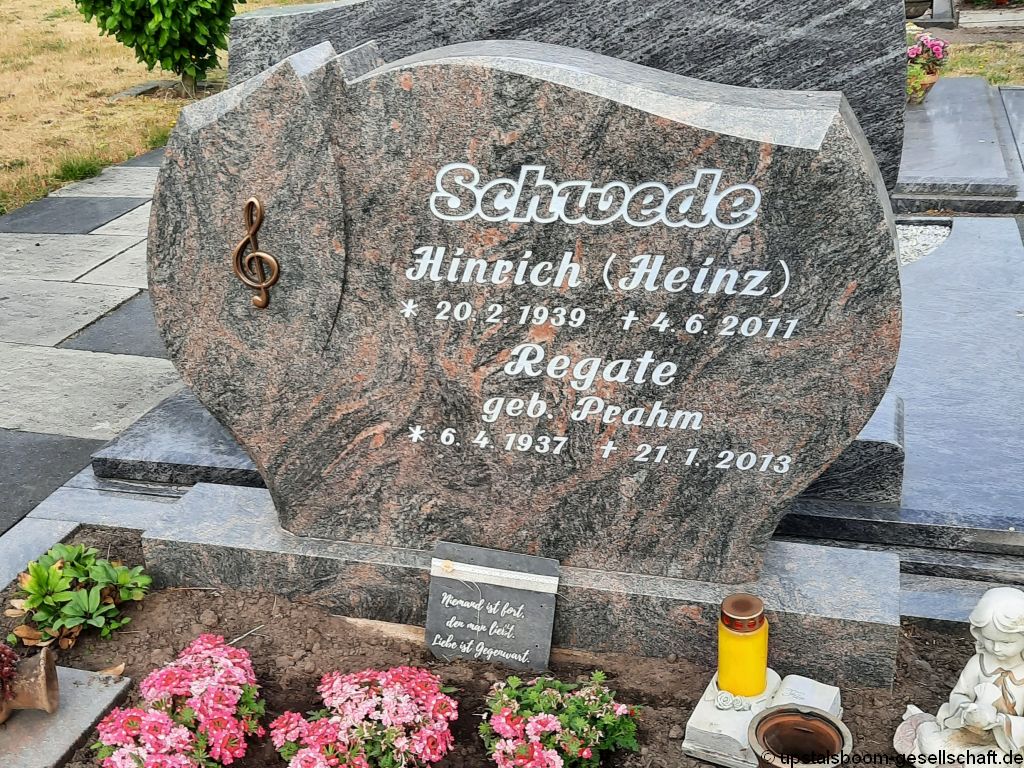 Schwede
Hinrich (Heinz)
* 20. 2. 1939 † 4. 6. 2011
Regate
geb. Prahm
* 6. 4. 1937 † 21. 1. 2013
Niemand ist fort,
den man liebt.
Liebe ist Gegenwart.
upstalsboom-gesellschaft.de